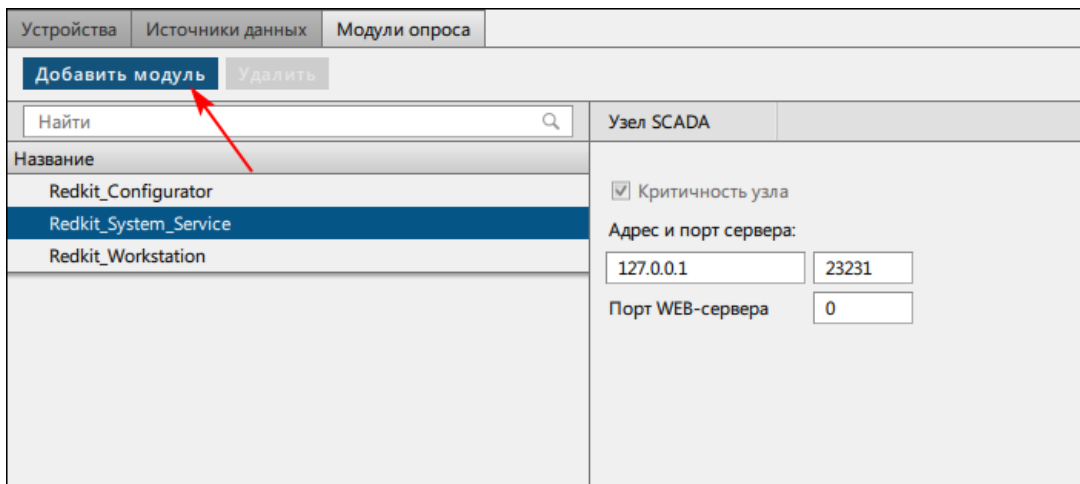 Устройства Источники данных Модули опроса
Добавить модуль Удалить
Найти
Узел SCADA
Название
Redkit_Configurator
Redkit_System_Service
Redkit_Workstation
Критичность узла
Адрес и порт сервера:
127.0.0.1 23231
Порт WEB-сервера 0